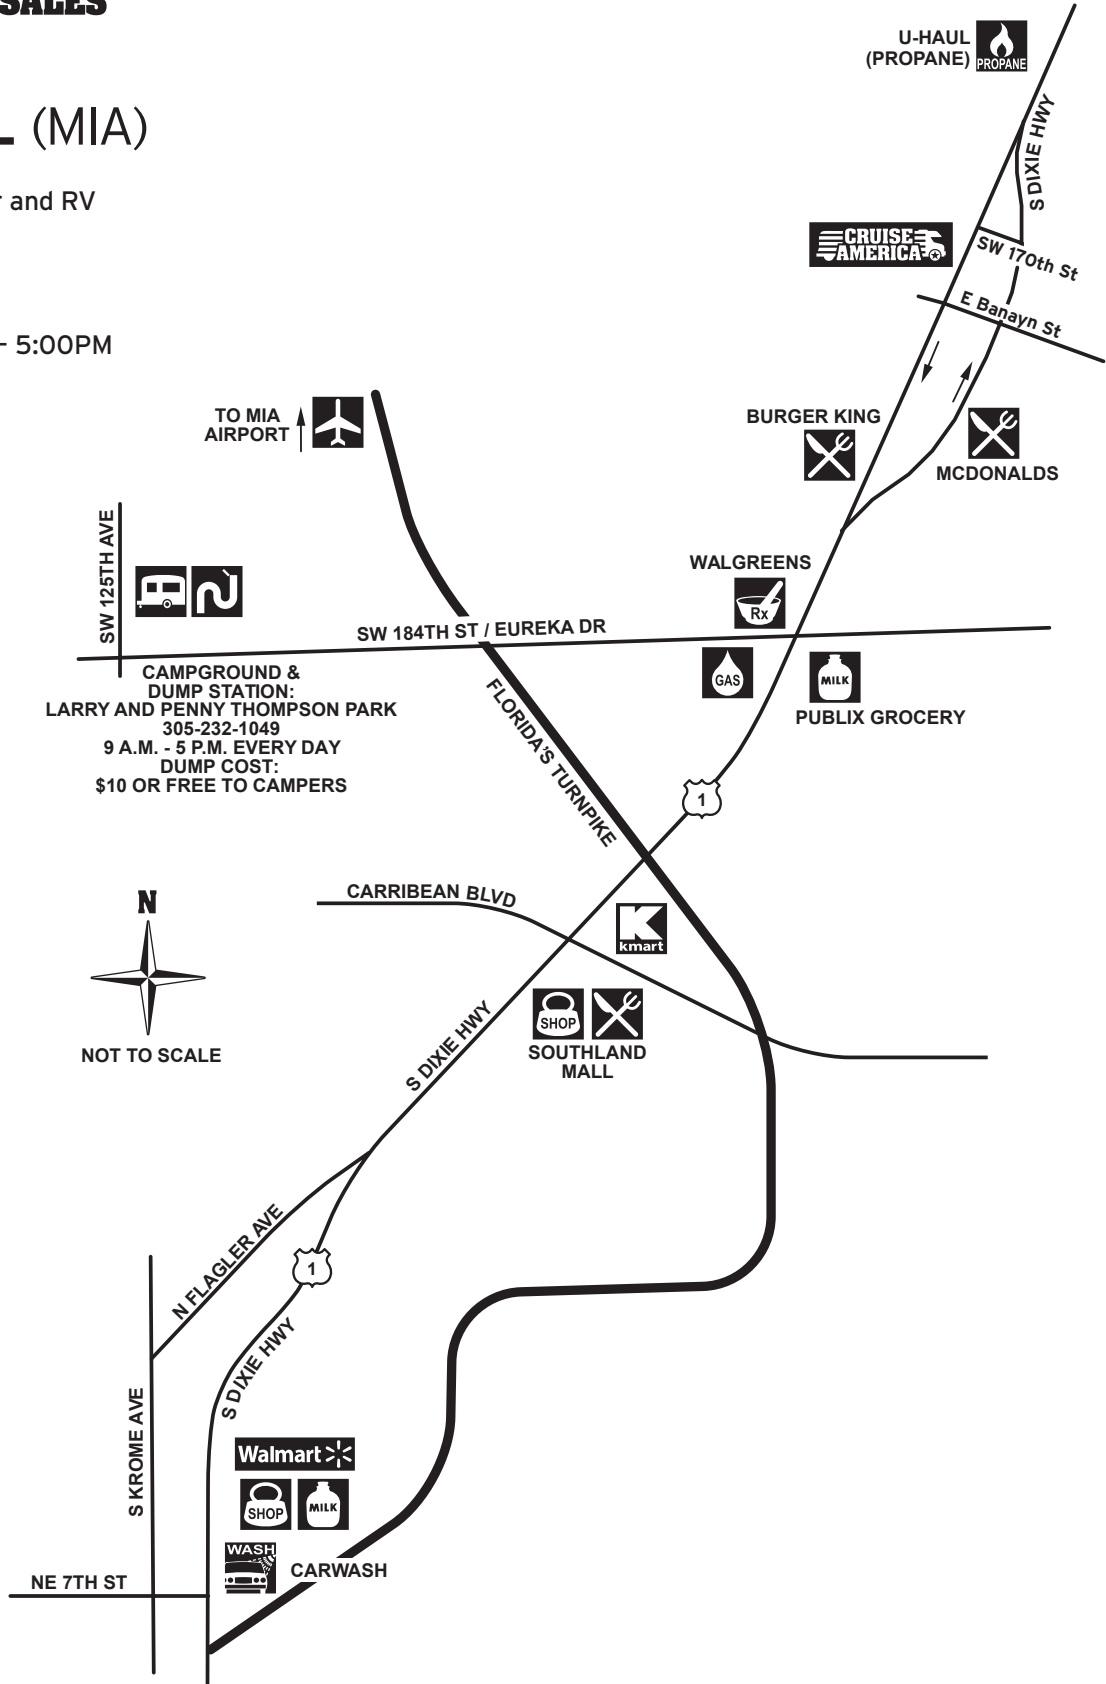 SALES
L (MIA)
r and RV
- 5:00PM
U-HAUL
(PROPANE)
PROPANE
S DIXIE HWY
CRUISE
AMERICA
SW 170th St
E Banayn St
TO MIA
AIRPORT
BURGER KING
MCDONALDS
SW 125TH AVE
WALGREENS
Rx
SW 184TH ST / EUREKA DR
GAS
MILK
PUBLIX GROCERY
CAMPGROUND &
DUMP STATION:
LARRY AND PENNY THOMPSON PARK
305-232-1049
9 A.M. - 5 P.M. EVERY DAY
DUMP COST:
$10 OR FREE TO CAMPERS
FLORIDA'S TURNPIKE
1
CARRIBEAN BLVD
N
K
kmart
NOT TO SCALE
S DIXIE HWY
SHOP
SOUTHLAND
MALL
N FLAGLER AVE
1
S DIXIE HWY
S KROME AVE
Walmart
SHOP
MILK
WASH
CARWASH
NE 7TH ST